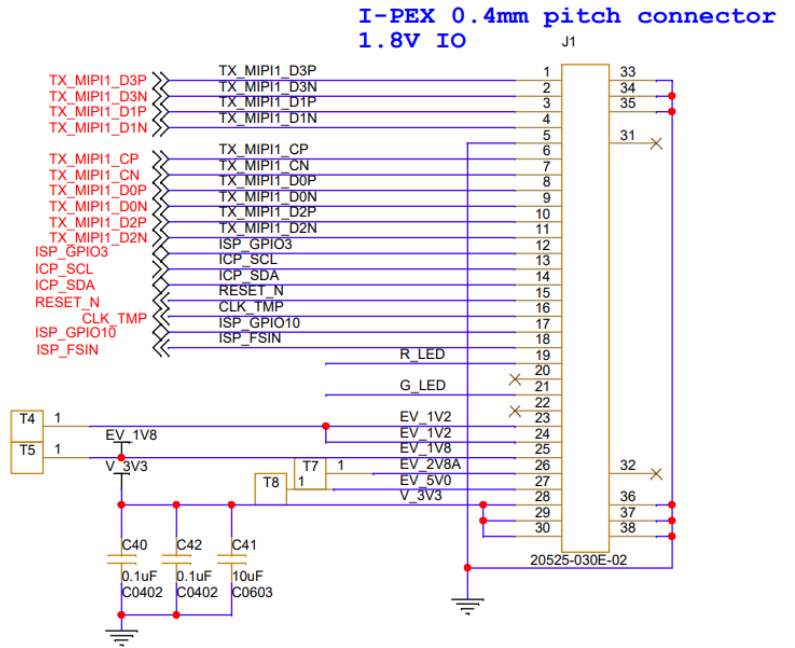 I-PEX 0.4mm pitch connector
1.8V IO
J1
TX_MIPI1_D3P TX_MIPI1_D3P 1 33
TX_MIPI1_D3N TX_MIPI1_D3N 2 34
TX_MIPI1_D1P TX_MIPI1_D1P 3 35
TX_MIPI1_D1N TX_MIPI1_D1N 4
5 31
TX_MIPI1_CP TX_MIPI1_CP 6
TX_MIPI1_CN TX_MIPI1_CN 7
TX_MIPI1_D0P TX_MIPI1_D0P 8
TX_MIPI1_D0N TX_MIPI1_D0N 9
TX_MIPI1_D2P TX_MIPI1_D2P 10
TX_MIPI1_D2N TX_MIPI1_D2N 11
ISP_GPIO3 ISP_GPIO3 12
ICP_SCL ICP_SCL 13
ICP_SDA ICP_SDA 14
RESET_N RESET_N 15
CLK_TMP CLK_TMP 16
ISP_GPIO10 ISP_GPIO10 17
ISP_FSIN ISP_FSIN 18
R_LED 19
20
G_LED 21
22
T4 1 EV_1V2 23
EV_1V8 EV_1V2 24
T5 1 EV_1V8 25
V_3V3 T7 1 EV_2V8A 26 32
T8 1 EV_5V0 27
V_3V3 28 36
29 37
30 38
C40 C42 C41
20525-030E-02
0.1uF 0.1uF 10uF
C0402 C0402 C0603